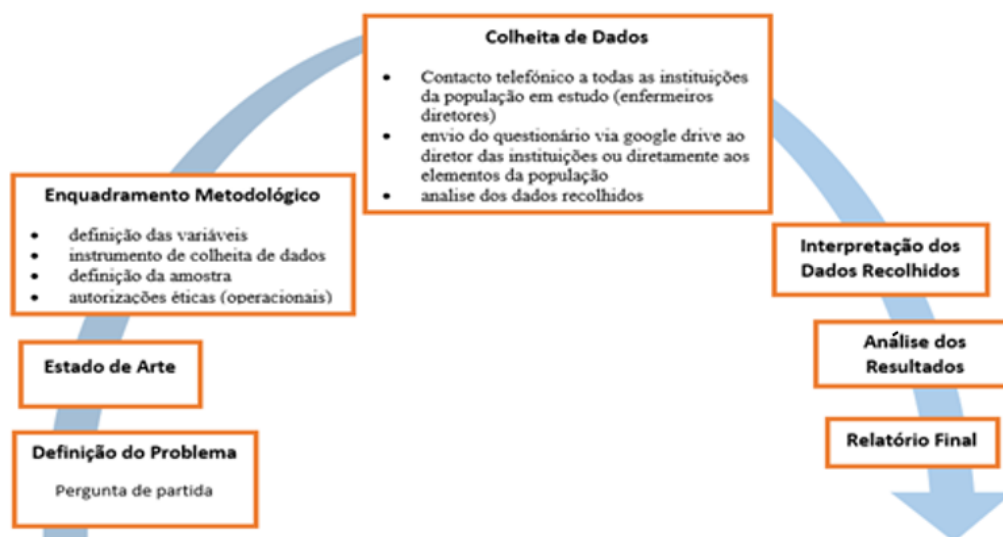 Colheita de Dados
• Contacto telefónico a todas as instituições
da população em estudo (enfermeiros
diretores)
• envio do questionário via google drive ao
diretor das instituições ou diretamente aos
elementos da população
• analise dos dados recolhidos
Enquadramento Metodológico
• definição das variáveis
• instrumento de colheita de dados
• definição da amostra
• autorizações éticas (operacionais)
Estado de Arte
Definição do Problema
Pergunta de partida
Interpretação dos
Dados Recolhidos
Análise dos
Resultados
Relatório Final